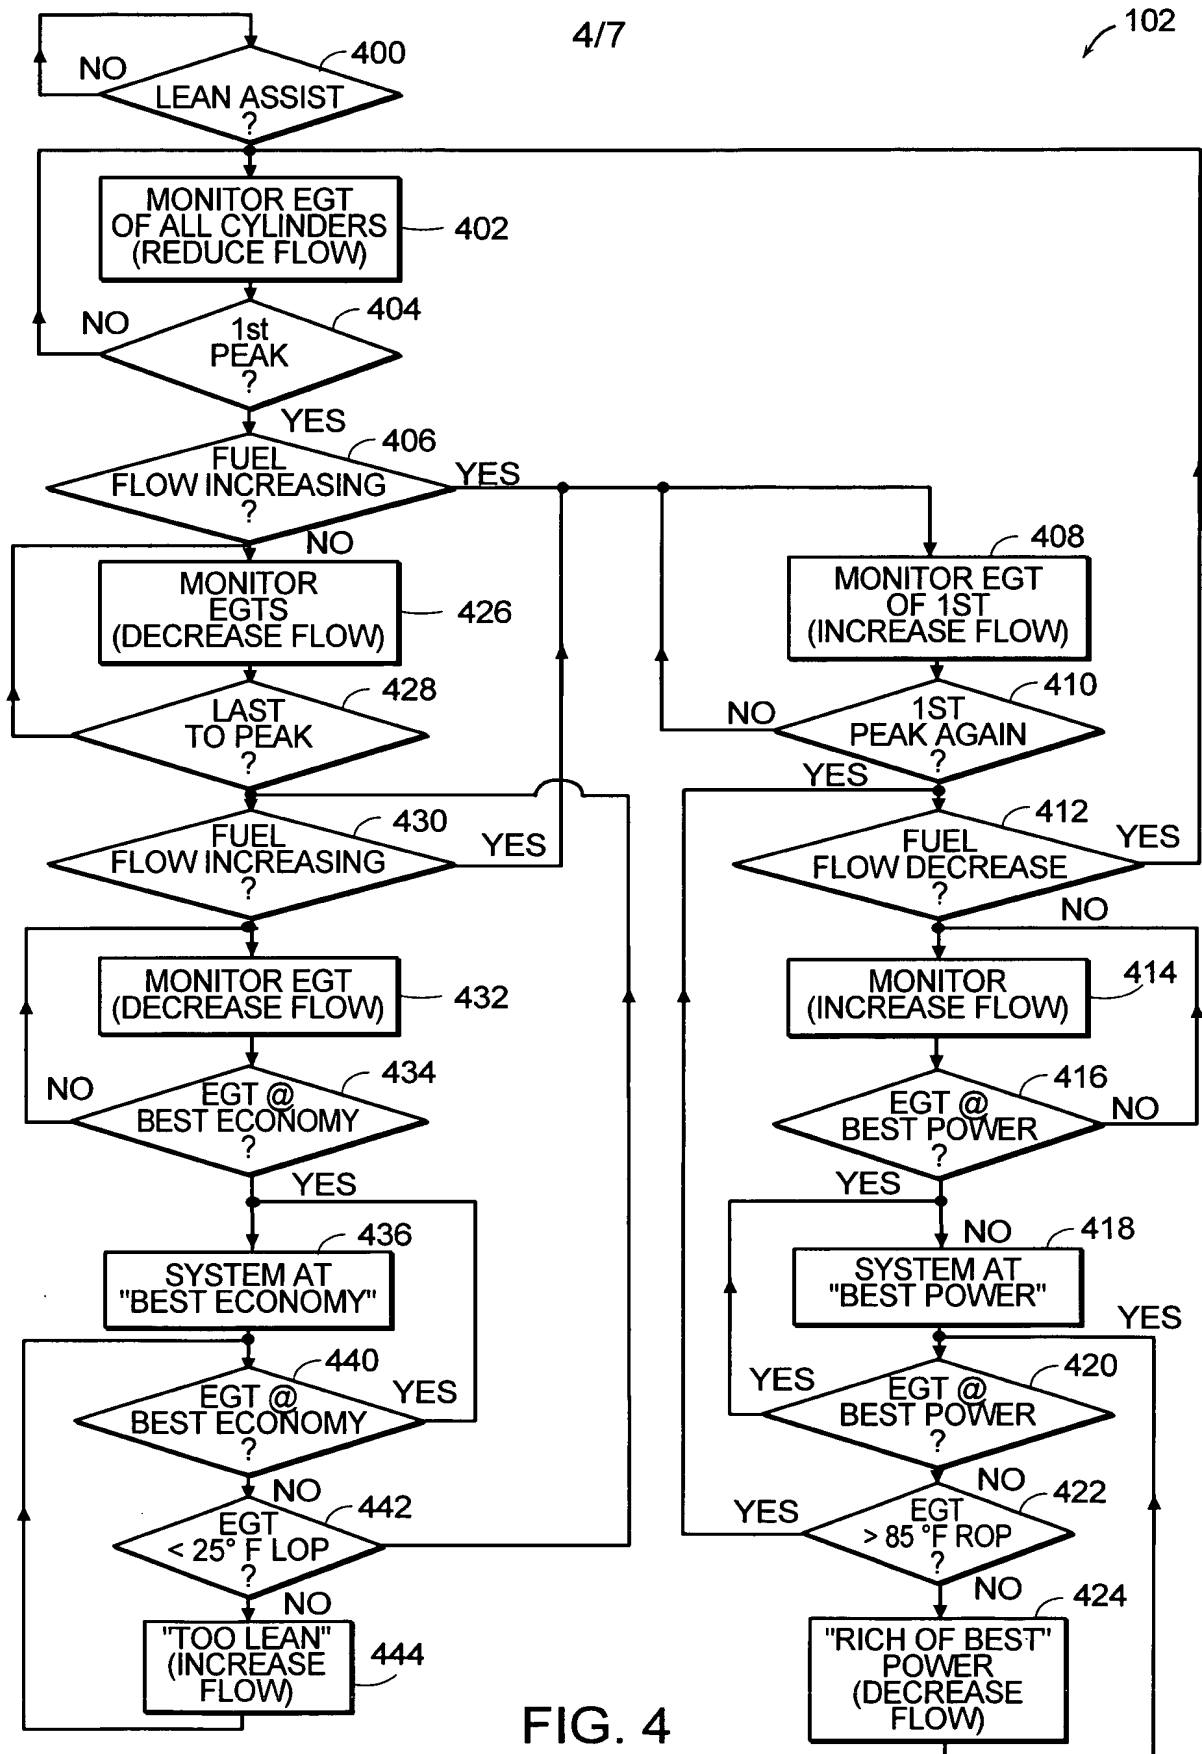 4/7
102
400
NO
LEAN ASSIST
?
MONITOR EGT
OF ALL CYLINDERS
(REDUCE FLOW)
402
404
NO
1st
PEAK
?
YES
406
FUEL
FLOW INCREASING
?
YES
NO
MONITOR
EGTS
(DECREASE FLOW)
426
428
LAST
TO PEAK
?
430
FUEL
FLOW INCREASING
?
YES
MONITOR EGT
(DECREASE FLOW)
432
434
NO
EGT @
BEST ECONOMY
?
YES
436
SYSTEM AT
"BEST ECONOMY"
440
EGT @
BEST ECONOMY
?
YES
NO
442
EGT
< 25° F LOP
?
NO
"TOO LEAN"
(INCREASE
FLOW)
444
408
MONITOR EGT
OF 1ST
(INCREASE FLOW)
410
NO
1ST
PEAK AGAIN
?
YES
412
FUEL
FLOW DECREASE
?
YES
NO
MONITOR
(INCREASE FLOW)
414
416
EGT @
BEST POWER
?
NO
YES
NO
418
SYSTEM AT
"BEST POWER"
YES
420
YES
EGT @
BEST POWER
?
NO
422
YES
EGT
> 85 °F ROP
?
NO
424
"RICH OF BEST"
POWER
(DECREASE
FLOW)
FIG. 4